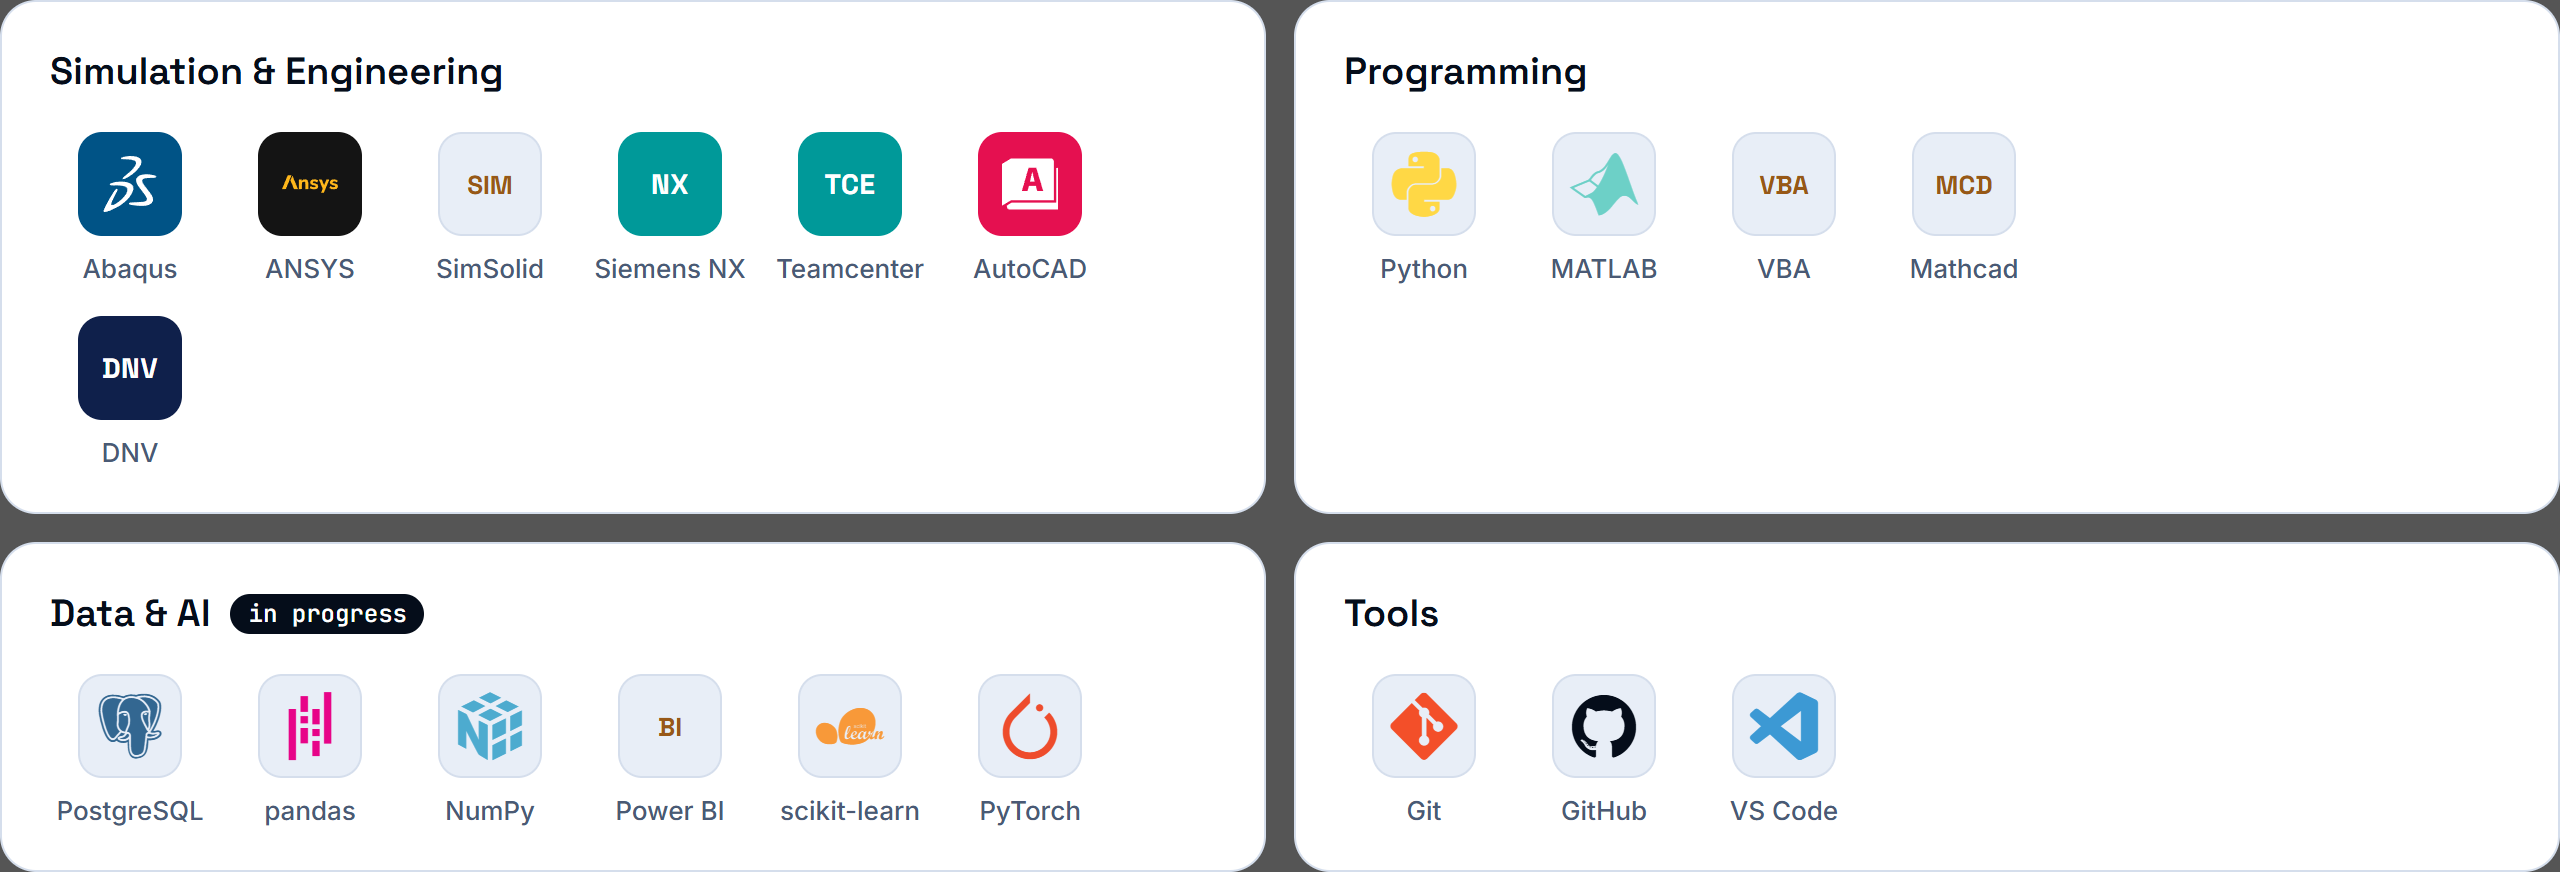 Simulation & Engineering
Ansys
SIM
NX
TCE
A
Abaqus
ANSYS
SimSolid
Siemens NX
Teamcenter
AutoCAD
DNV
DNV
Programming
VBA
MCD
Python
MATLAB
VBA
Mathcad
Data & AI
in progress
BI
learn
PostgreSQL
pandas
NumPy
Power BI
scikit-learn
PyTorch
Tools
Git
GitHub
VS Code